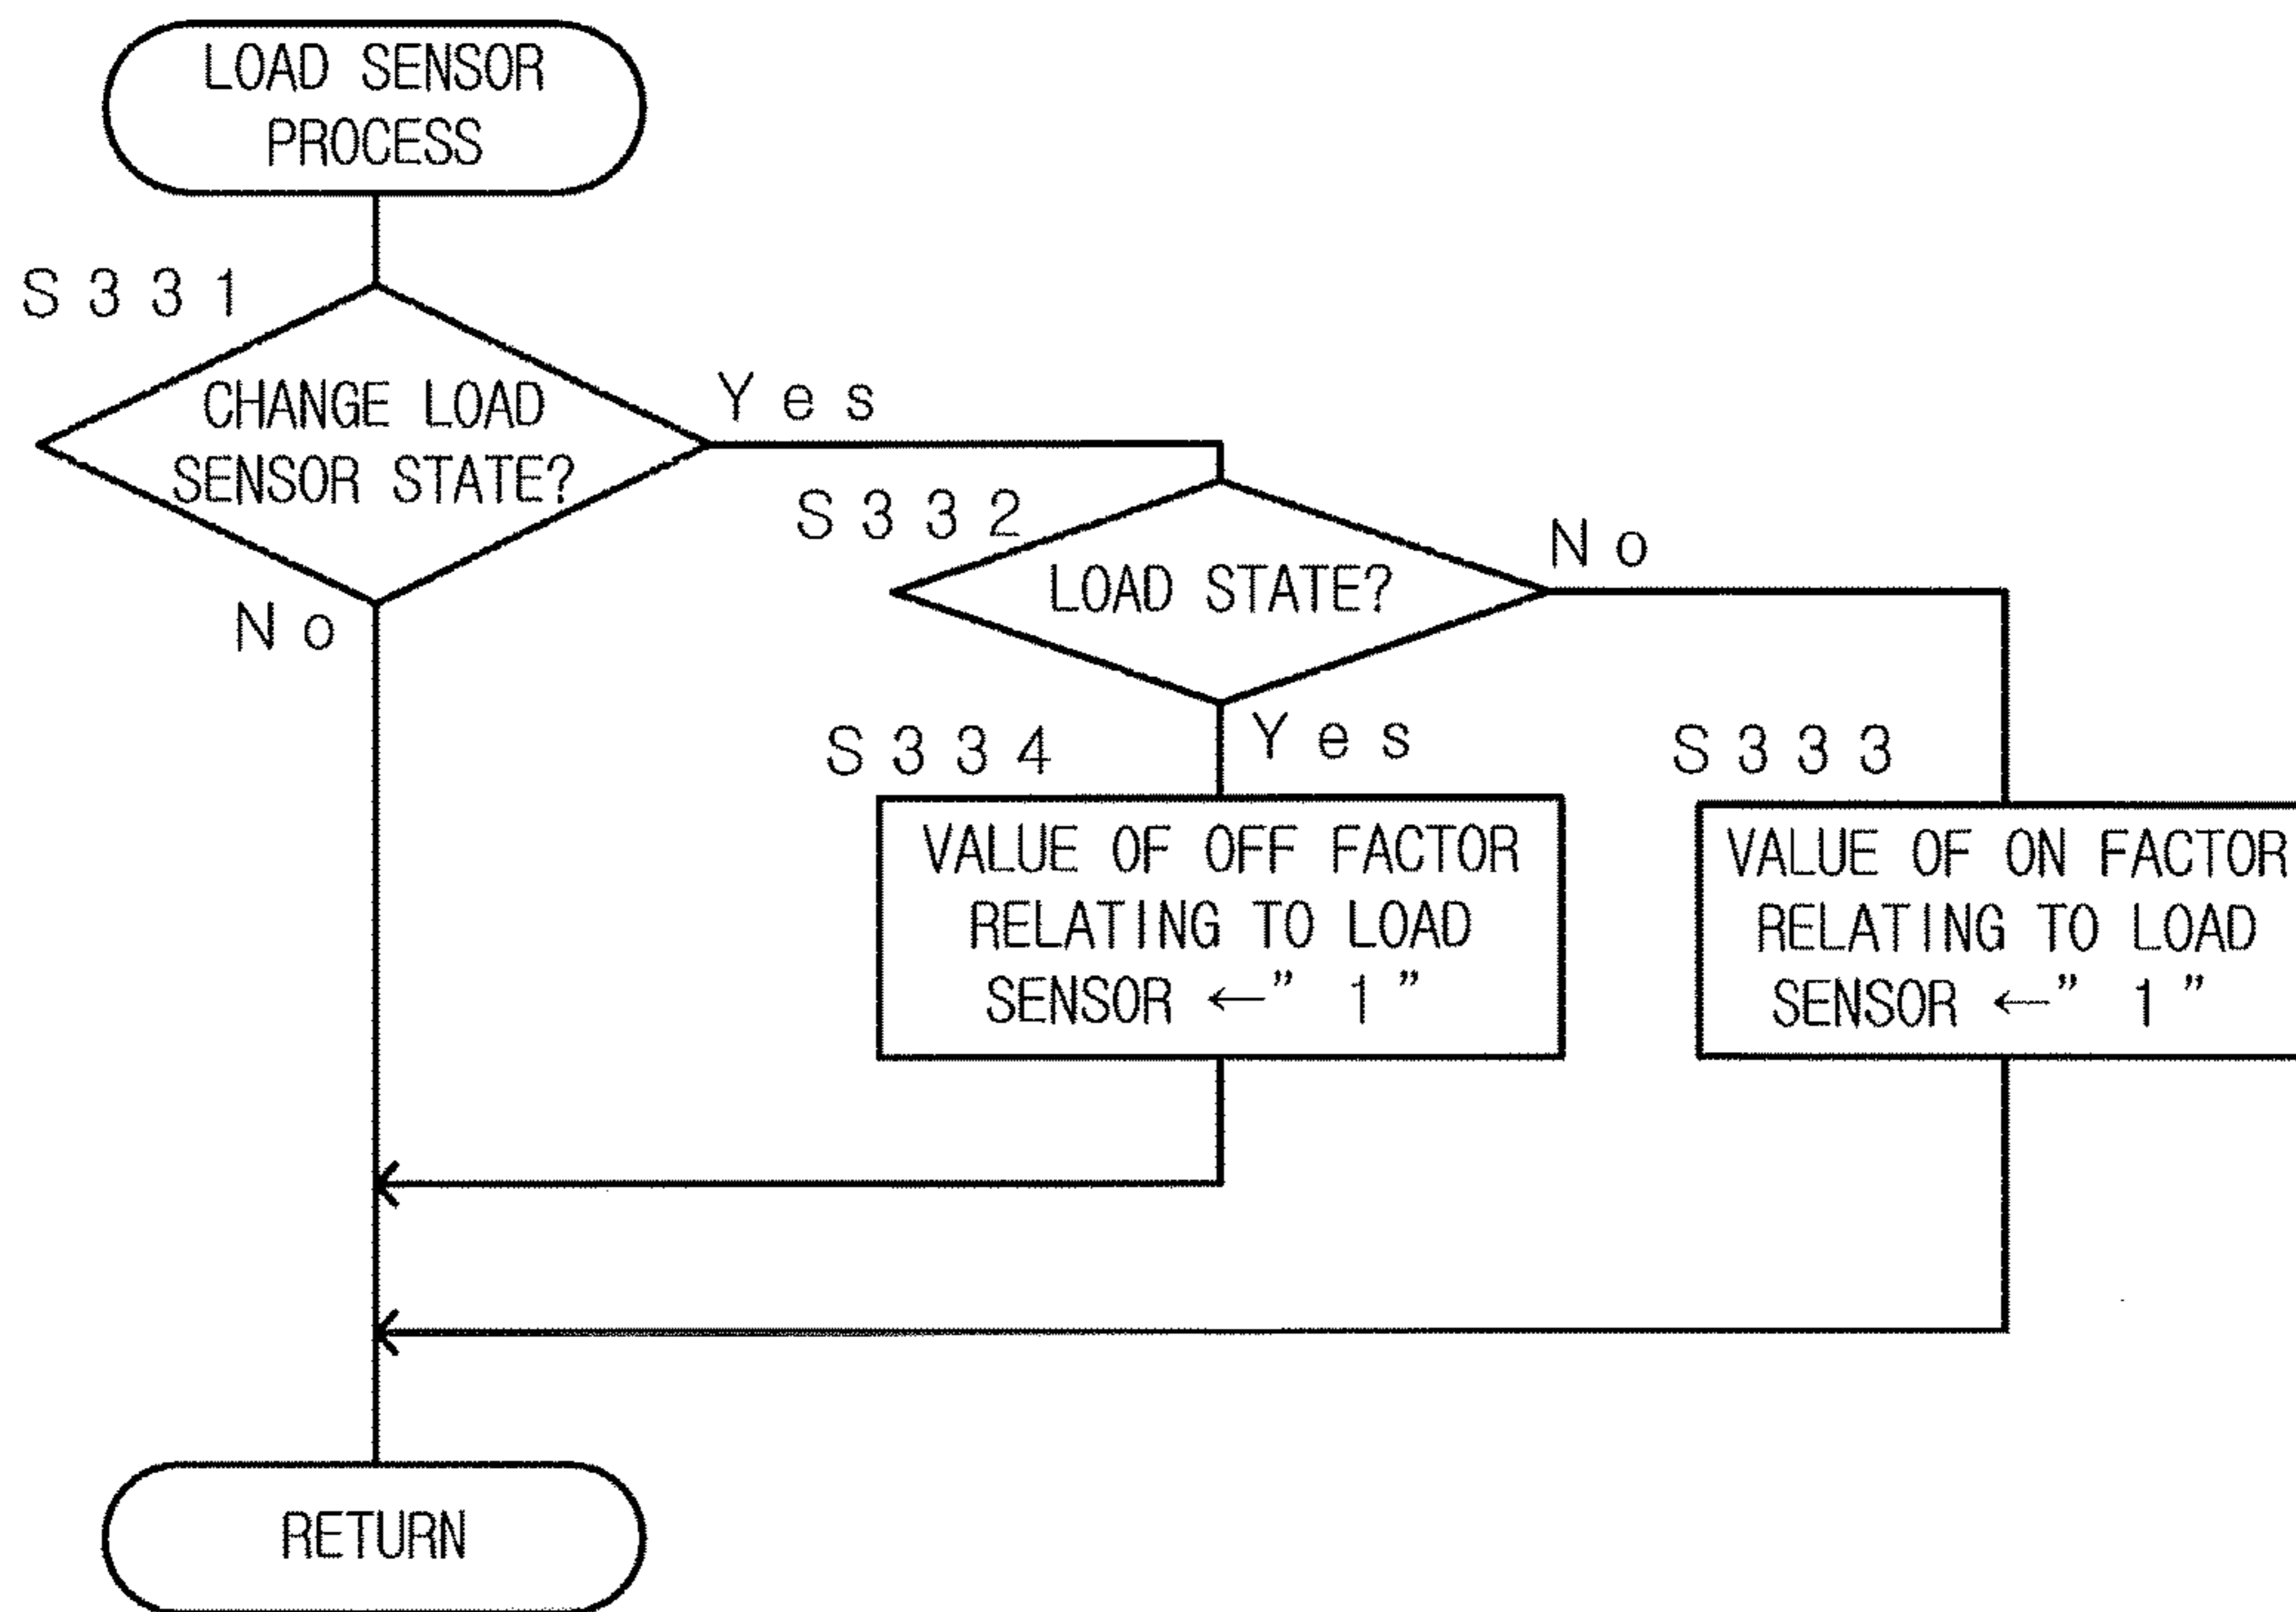 LOAD SENSOR
PROCESS
S331
CHANGE LOAD
SENSOR STATE?
Yes
No
S332
LOAD STATE?
No
Yes
S334
VALUE OF OFF FACTOR
RELATING TO LOAD
SENSOR ←” 1 ”
S333
VALUE OF ON FACTOR
RELATING TO LOAD
SENSOR ←” 1 ”
RETURN